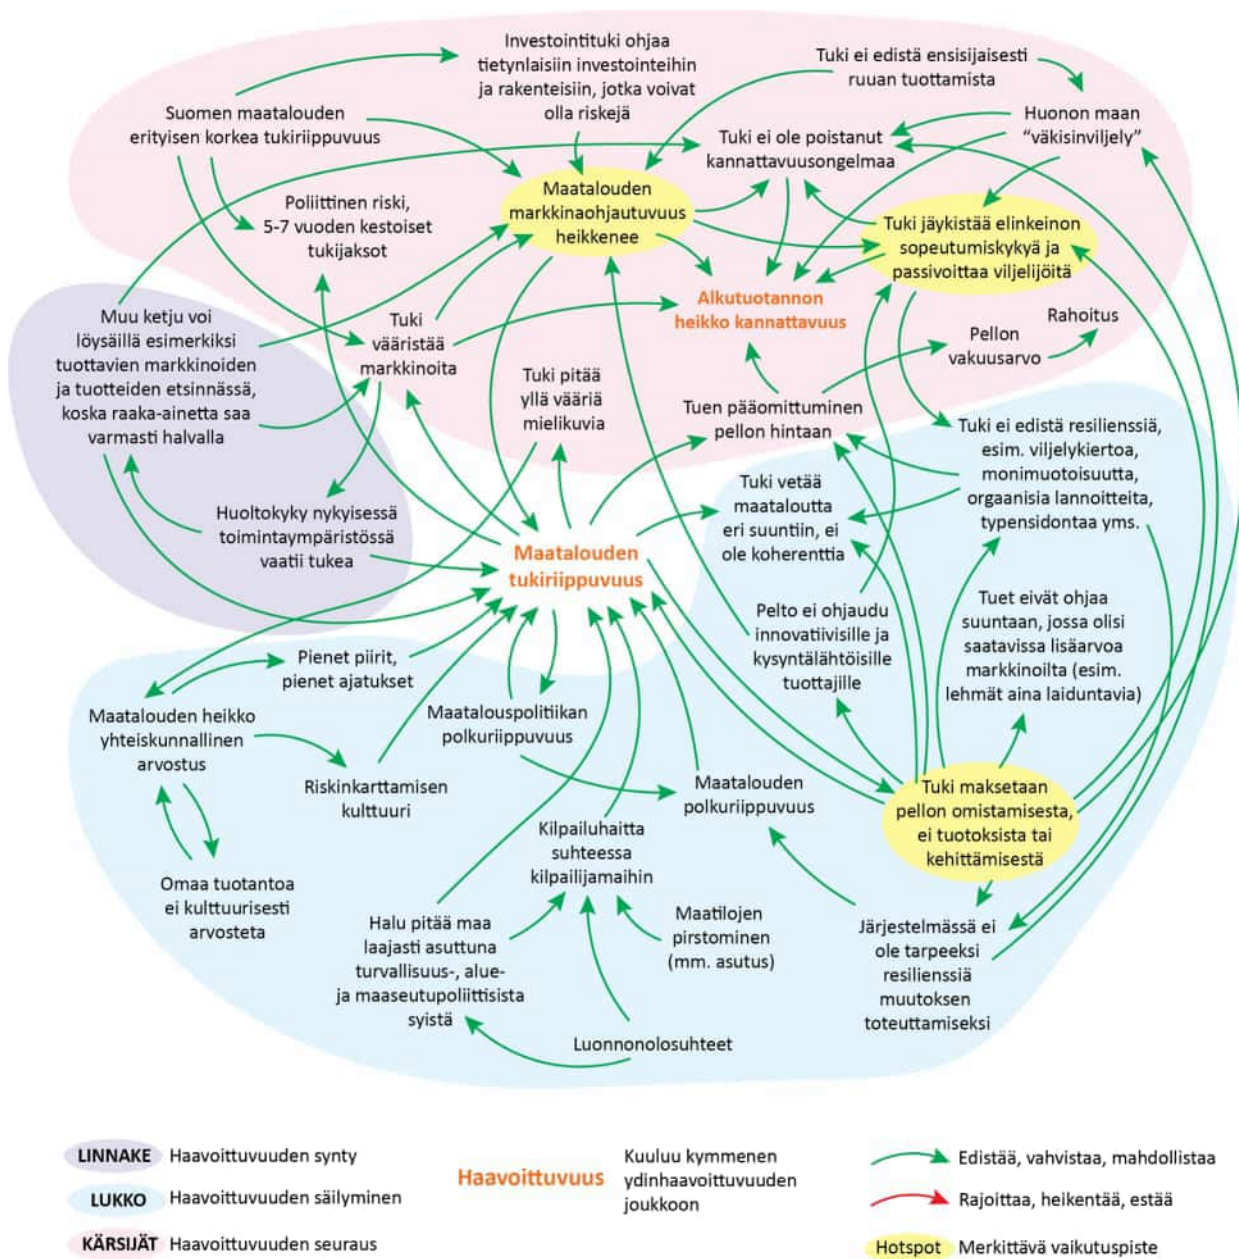 Investointituki ohjaa
tietynlaisiin investointeihin
ja rakenteisiin, jotka voivat
olla riskejä
Tuki ei edistä ensisijaisesti
ruuan tuottamista
Suomen maatalouden
erityisen korkea tukiriippuvuus
Tuki ei ole poistanut
kannattavuusongelmaa
Huonon maan
“väkisinviljely”
Poliittinen riski,
5-7 vuoden kestoiset
tukijaksot
Maatalouden
markkinaohjautuvuus
heikkenee
Tuki jäykistää elinkeinon
sopeutumiskykyä ja
passivoittaa viljelijöitä
Muu ketju voi
löysäillä esimerkiksi
tuottavien markkinoiden
ja tuotteiden etsinnässä,
koska raaka-ainetta saa
varmasti halvalla
Tuki
vääristää
markkinoita
Alkutuotannon
heikko kannattavuus
Pellon
vakuusarvo
Rahoitus
Tuki pitää
yllä vääriä
mielikuvia
Tuen pääomittuminen
pellon hintaan
Tuki ei edistä resilienssiä,
esim. viljelykiertoa,
monimuotoisuutta,
orgaanisia lannoitteita,
typensidontaa yms.
Huoltokyky nykyisessä
toimintaympäristössä
vaatii tukea
Tuki vetää
maataloutta
eri suuntiin, ei
ole koherenttia
Maatalouden
tukiriippuvuus
Pelto ei ohjaudu
innovatiivisille ja
kysyntälähtöisille
tuottajille
Tuet eivät ohjaa
suuntaan, jossa olisi
saatavissa lisäarvoa
markkinoilta (esim.
lehmät aina laiduntavia)
Pienet piirit,
pienet ajatukset
Maatalouden heikko
yhteiskunnallinen
arvostus
Maatalouspolitiikan
polkuriippuvuus
Riskinkarttamisen
kulttuuri
Maatalouden
polkuriippuvuus
Tuki maksetaan
pellon omistamisesta,
ei tuotoksista tai
kehittämisestä
Kilpailuhaitta
suhteessa
kilpailijamaihin
Omaa tuotantoa
ei kulttuurisesti
arvosteta
Halu pitää maa
laajasti asuttuna
turvallisuus-, alue-
ja maaseutupoliittisista
syistä
Maatilojen
pirstominen
(mm. asutus)
Järjestelmässä ei
ole tarpeeksi
resilienssiä
muutoksen
toteuttamiseksi
Luonnonolosuhteet
LINNAKE Haavoittuvuuden synty
LUKKO Haavoittuvuuden säilyminen
KÄRSIJÄT Haavoittuvuuden seuraus
Haavoittuvuus
Kuuluu kymmenen
ydinhaavoittuvuuden
joukkoon
Edistää, vahvistaa, mahdollistaa
Rajoittaa, heikentää, estää
Hotspot Merkittävä vaikutuspiste